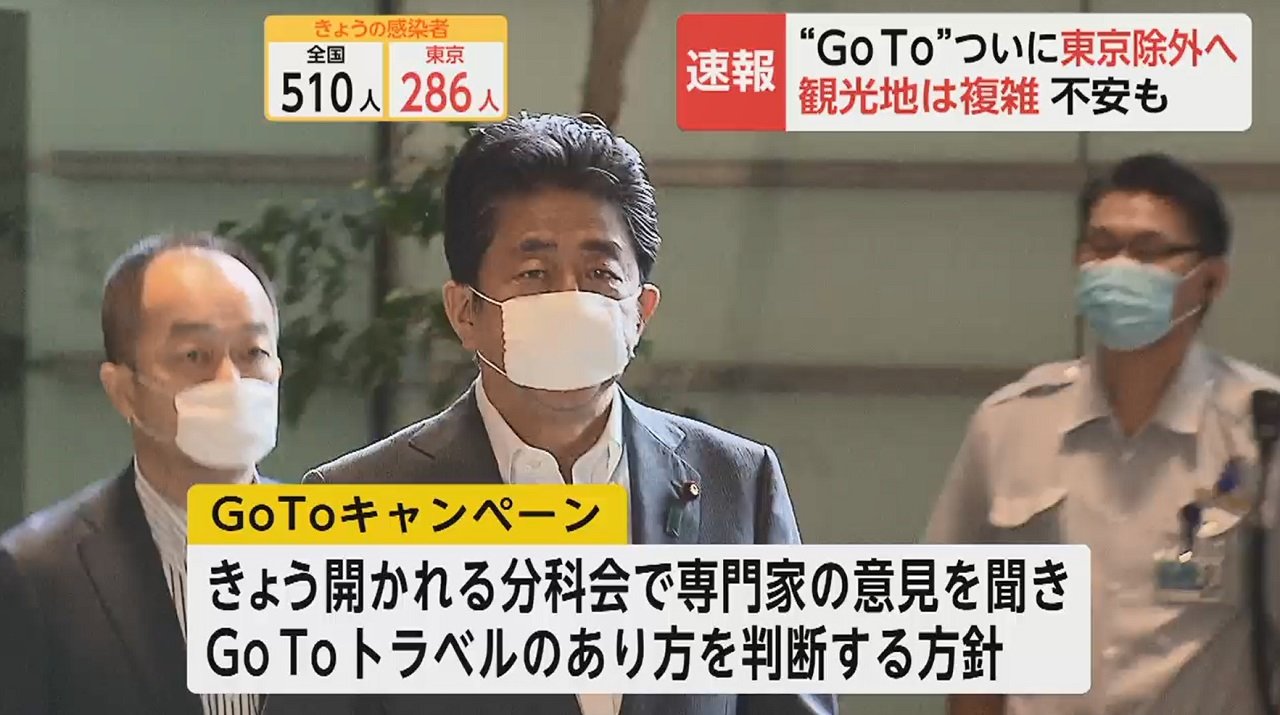 きょうの感染者
全国 東京
510人 286人
速報
“GoTo”ついに東京除外へ
観光地は複雑 不安も
GoToキャンペーン
きょう開かれる分科会で専門家の意見を聞き
GoToトラベルのあり方を判断する方針